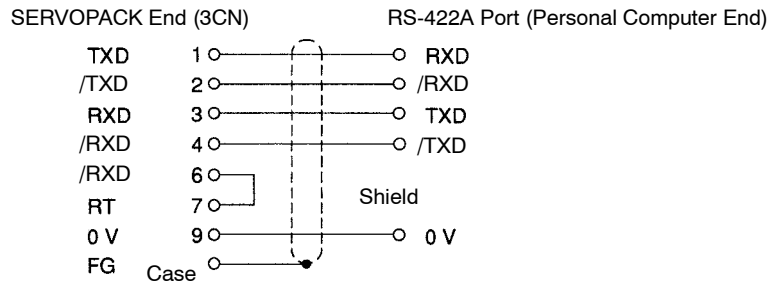 SERVOPACK End (3CN) RS-422A Port (Personal Computer End)
TXD 1 RXD
/TXD 2 /RXD
RXD 3 TXD
/RXD 4 /TXD
/RXD 6
RT 7 Shield
0 V 9 0 V
FG Case